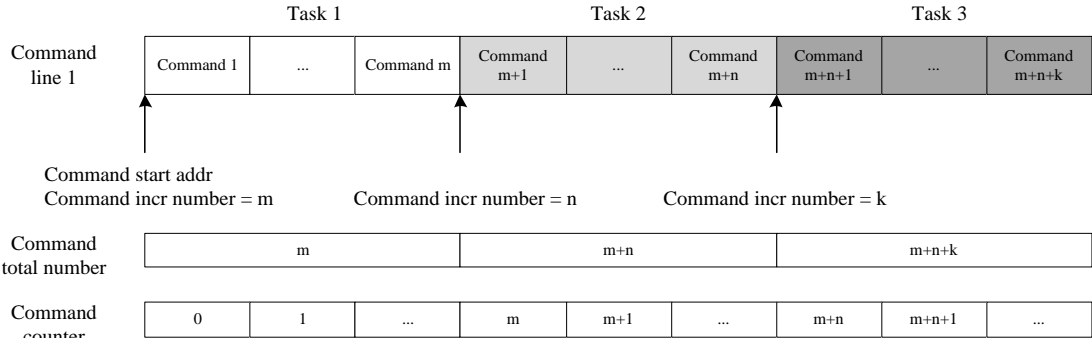 Task 1
Task 2
Task 3
Command
line 1
Command 1
...
Command m
Command
m+1
...
Command
m+n
Command
m+n+1
...
Command
m+n+k
Command start addr
Command incr number = m
Command incr number = n
Command incr number = k
Command
total number
m
m+n
m+n+k
Command
counter
0
1
...
m
m+1
...
m+n
m+n+1
...